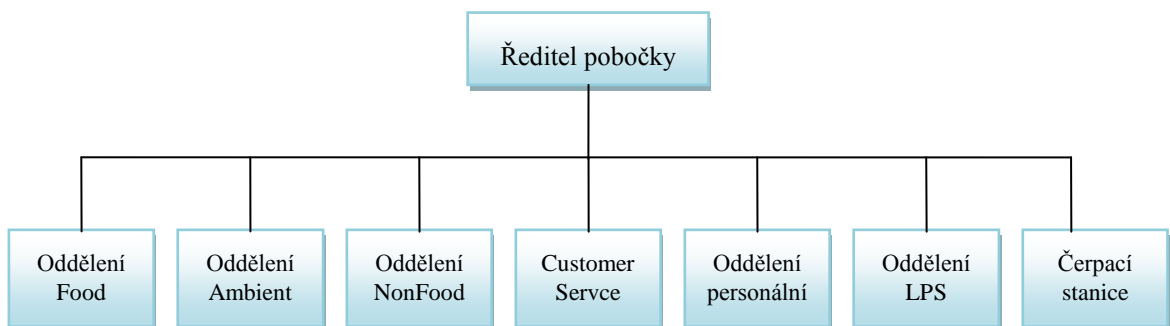 Ředitel pobočky
Oddělení
Food
Oddělení
Ambient
Oddělení
NonFood
Customer
Servce
Oddělení
personální
Oddělení
LPS
Čerpací
stanice